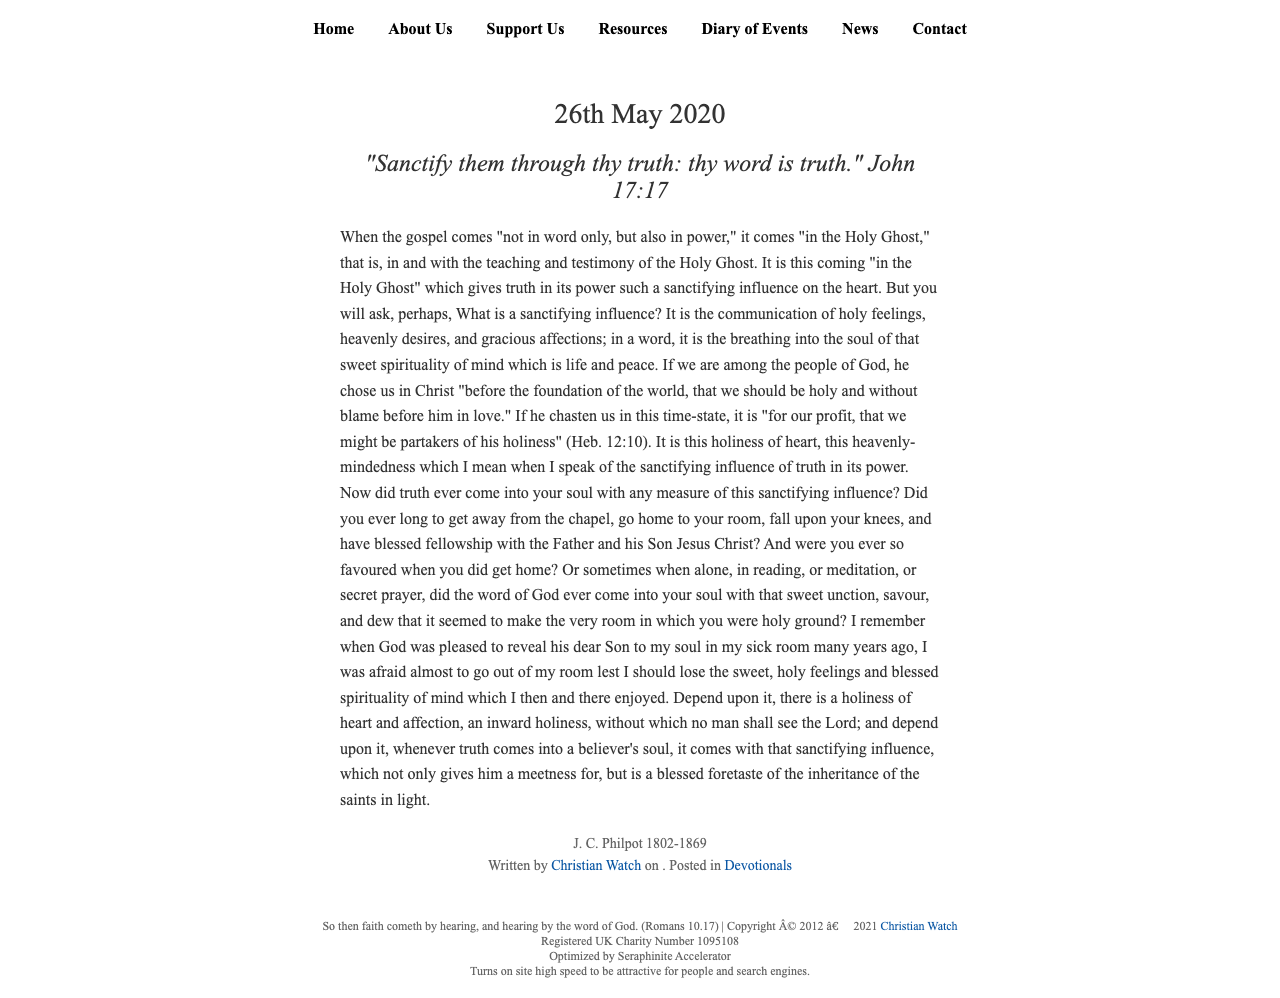 Home About Us Support Us Resources Diary of Events News Contact
26th May 2020
"Sanctify them through thy truth: thy word is truth." John
17:17
When the gospel comes "not in word only, but also in power," it comes "in the Holy Ghost,"
that is, in and with the teaching and testimony of the Holy Ghost. It is this coming "in the
Holy Ghost" which gives truth in its power such a sanctifying influence on the heart. But you
will ask, perhaps, What is a sanctifying influence? It is the communication of holy feelings,
heavenly desires, and gracious affections; in a word, it is the breathing into the soul of that
sweet spirituality of mind which is life and peace. If we are among the people of God, he
chose us in Christ "before the foundation of the world, that we should be holy and without
blame before him in love." If he chasten us in this time-state, it is "for our profit, that we
might be partakers of his holiness" (Heb. 12:10). It is this holiness of heart, this heavenly-
mindedness which I mean when I speak of the sanctifying influence of truth in its power.
Now did truth ever come into your soul with any measure of this sanctifying influence? Did
you ever long to get away from the chapel, go home to your room, fall upon your knees, and
have blessed fellowship with the Father and his Son Jesus Christ? And were you ever so
favoured when you did get home? Or sometimes when alone, in reading, or meditation, or
secret prayer, did the word of God ever come into your soul with that sweet unction, savour,
and dew that it seemed to make the very room in which you were holy ground? I remember
when God was pleased to reveal his dear Son to my soul in my sick room many years ago, I
was afraid almost to go out of my room lest I should lose the sweet, holy feelings and blessed
spirituality of mind which I then and there enjoyed. Depend upon it, there is a holiness of
heart and affection, an inward holiness, without which no man shall see the Lord; and depend
upon it, whenever truth comes into a believer's soul, it comes with that sanctifying influence,
which not only gives him a meetness for, but is a blessed foretaste of the inheritance of the
saints in light.
J. C. Philpot 1802-1869
Written by Christian Watch on . Posted in Devotionals
So then faith cometh by hearing, and hearing by the word of God. (Romans 10.17) | Copyright Â© 2012 â€ 2021 Christian Watch
Registered UK Charity Number 1095108
Optimized by Seraphinite Accelerator
Turns on site high speed to be attractive for people and search engines.